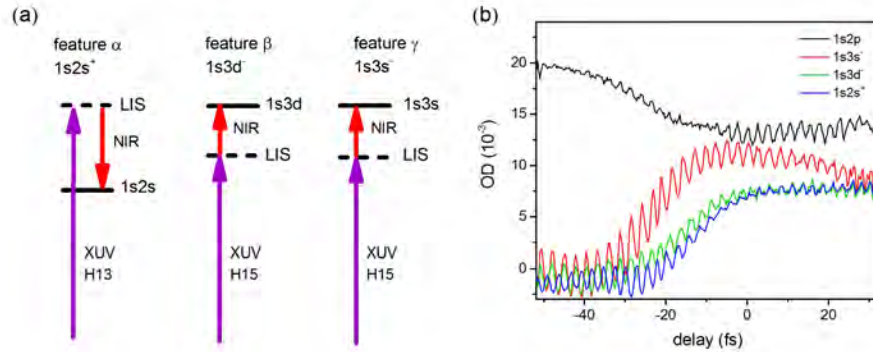 (a)
feature α
1s2s⁺
LIS
NIR
1s2s
XUV
H13
feature β
1s3d⁻
1s3d
NIR
LIS
XUV
H15
feature γ
1s3s⁻
1s3s
NIR
LIS
XUV
H15
(b)
1s2p
1s3s⁻
1s3d⁻
1s2s⁺
20
15
10
5
0
OD (10⁻³)
-40
-20
0
20
delay (fs)